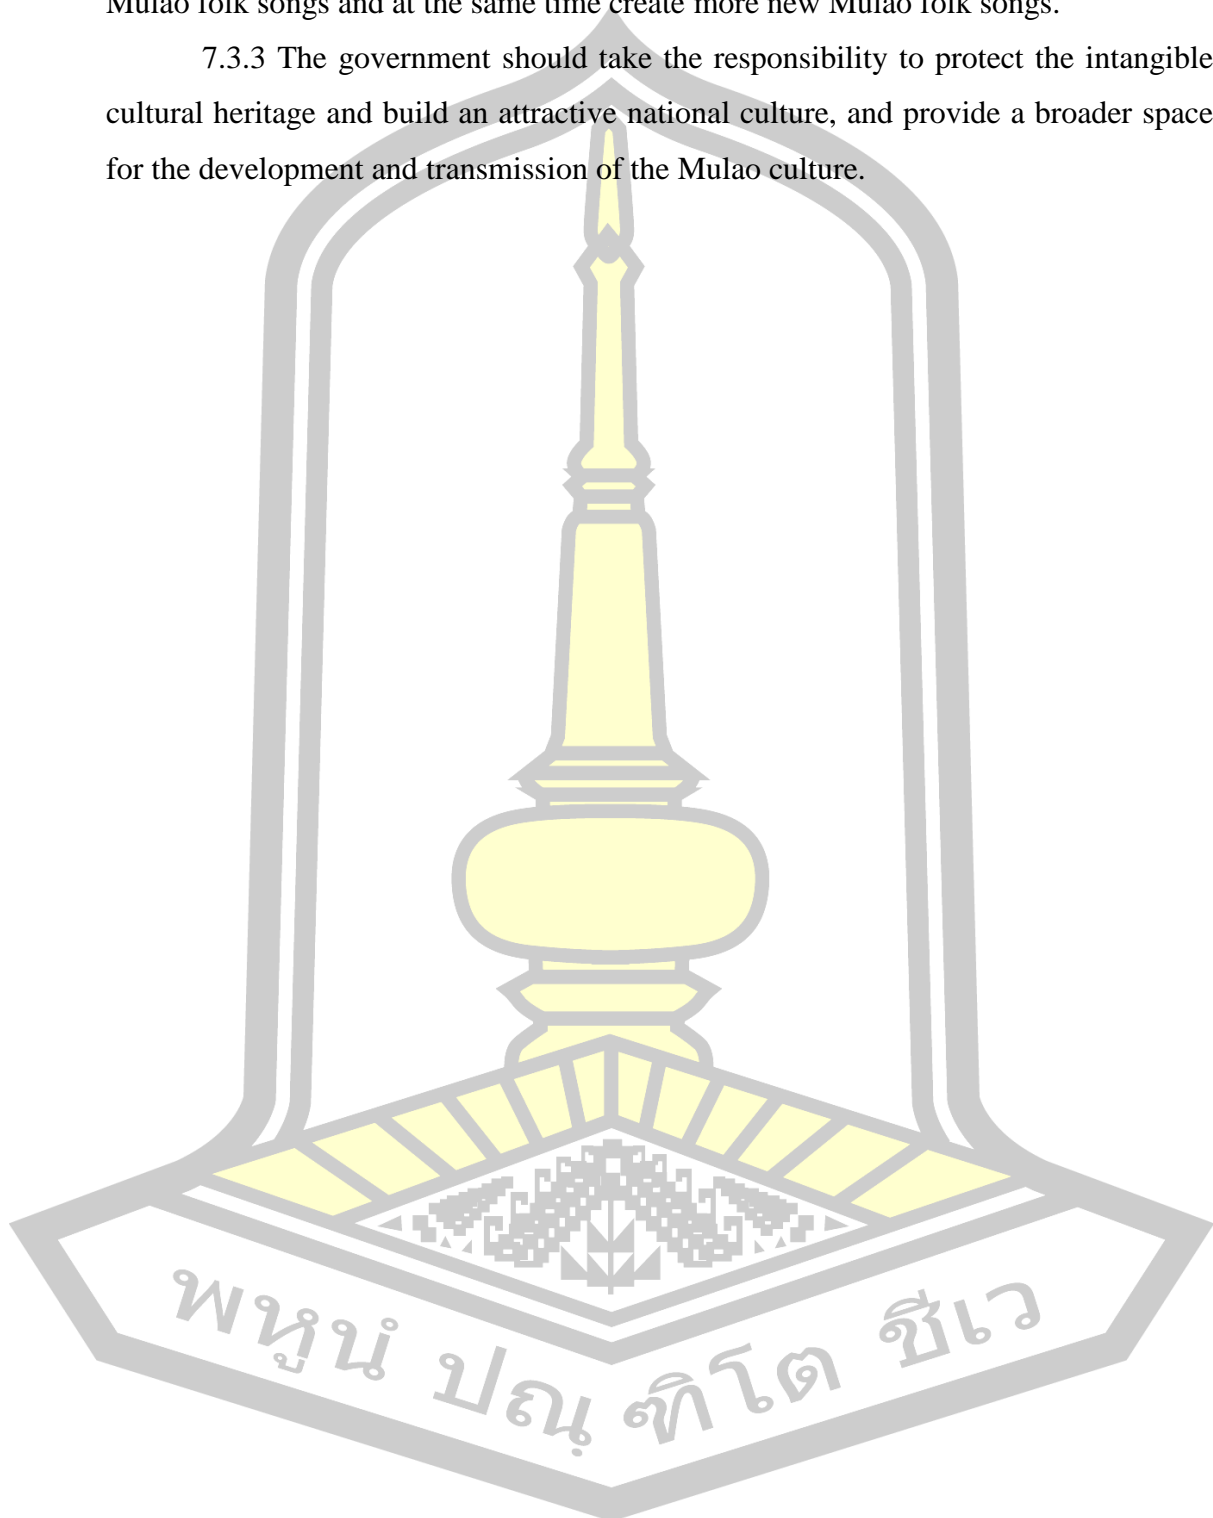 Mulao folk songs and at the same time create more new Mulao folk songs.
7.3.3 The government should take the responsibility to protect the intangible
cultural heritage and build an attractive national culture, and provide a broader space
for the development and transmission of the Mulao culture.
พหูนํ ปณฺฑิโต ชีเว